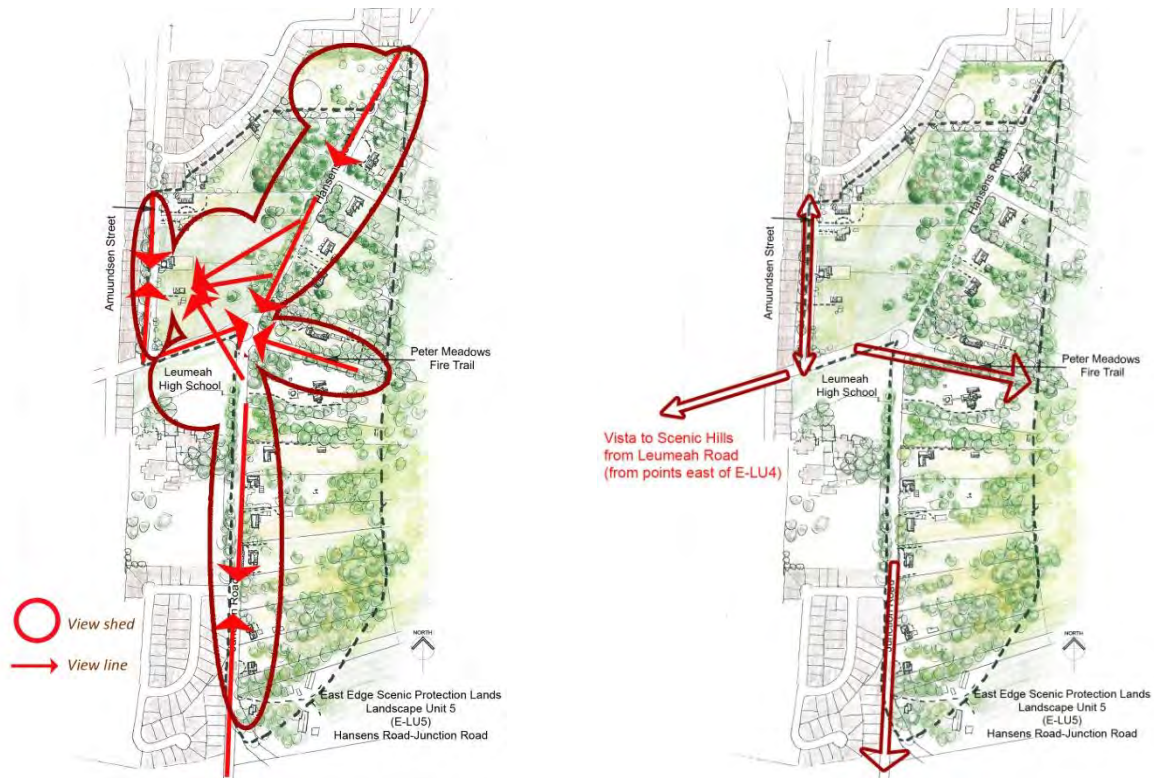 Hansens
Amuundsen Street
Peter Meadows
Fire Trail
Leumeah
High School
Road
View shed
View line
NORTH
East Edge Scenic Protection Lands
Landscape Unit 5
(E-LU5)
Hansens Road-Junction Road
Hansens Road
Amuundsen Street
Peter Meadows
Fire Trail
Leumeah
High School
Vista to Scenic Hills
from Leumeah Road
(from points east of E-LU4)
NORTH
East Edge Scenic Protection Lands
Landscape Unit 5
(E-LU5)
Hansens Road-Junction Road